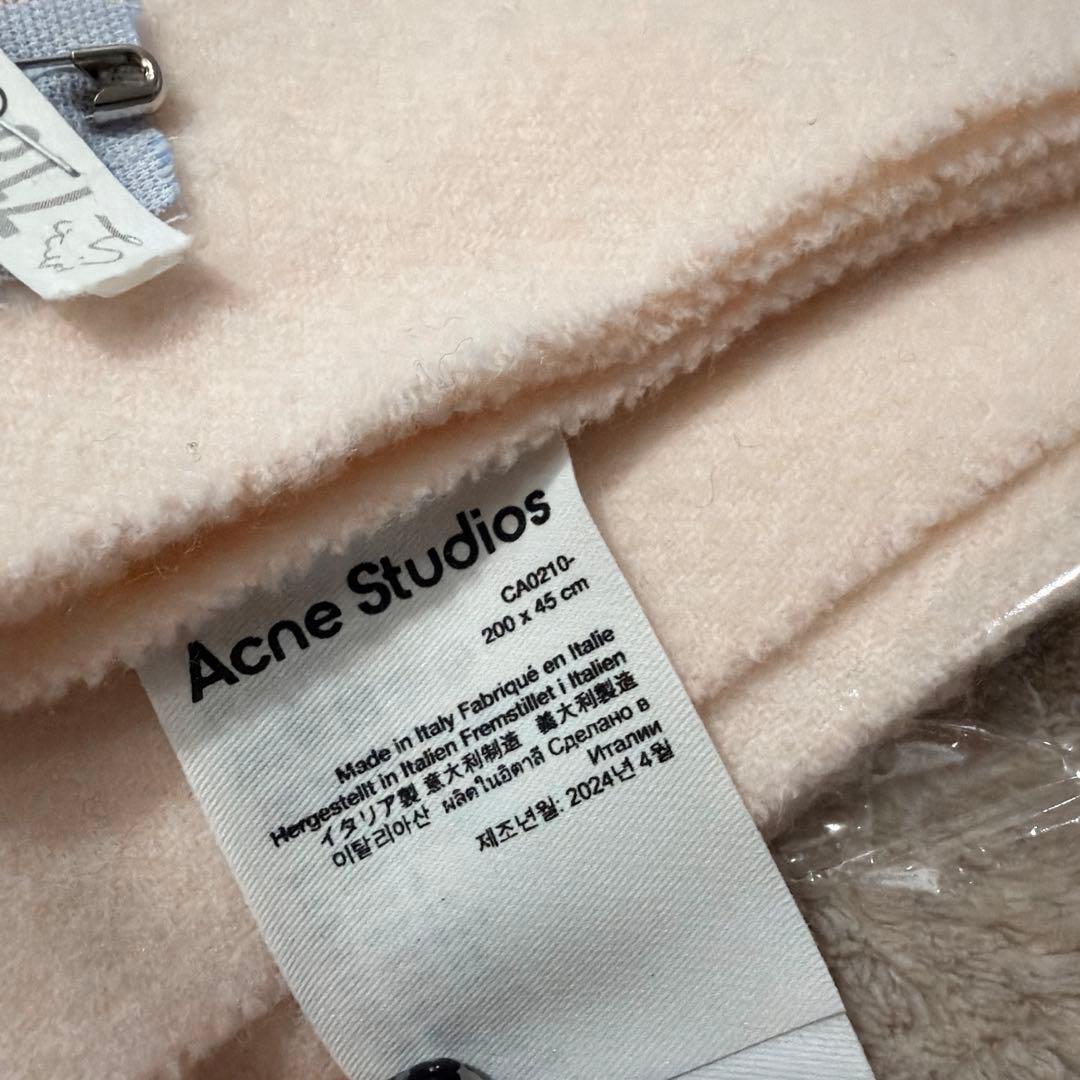 Acne Studios
CA0210-
200 x 45 cm
Made in Italy Fabriqué en Italie
Hergestellt in Italien Fremstillet i Italien
イタリア製 意大利制造 義大利製造
이탈리아산 ผลิตในอิตาลี Сделано в
Италии
제조년월: 2024년 4월